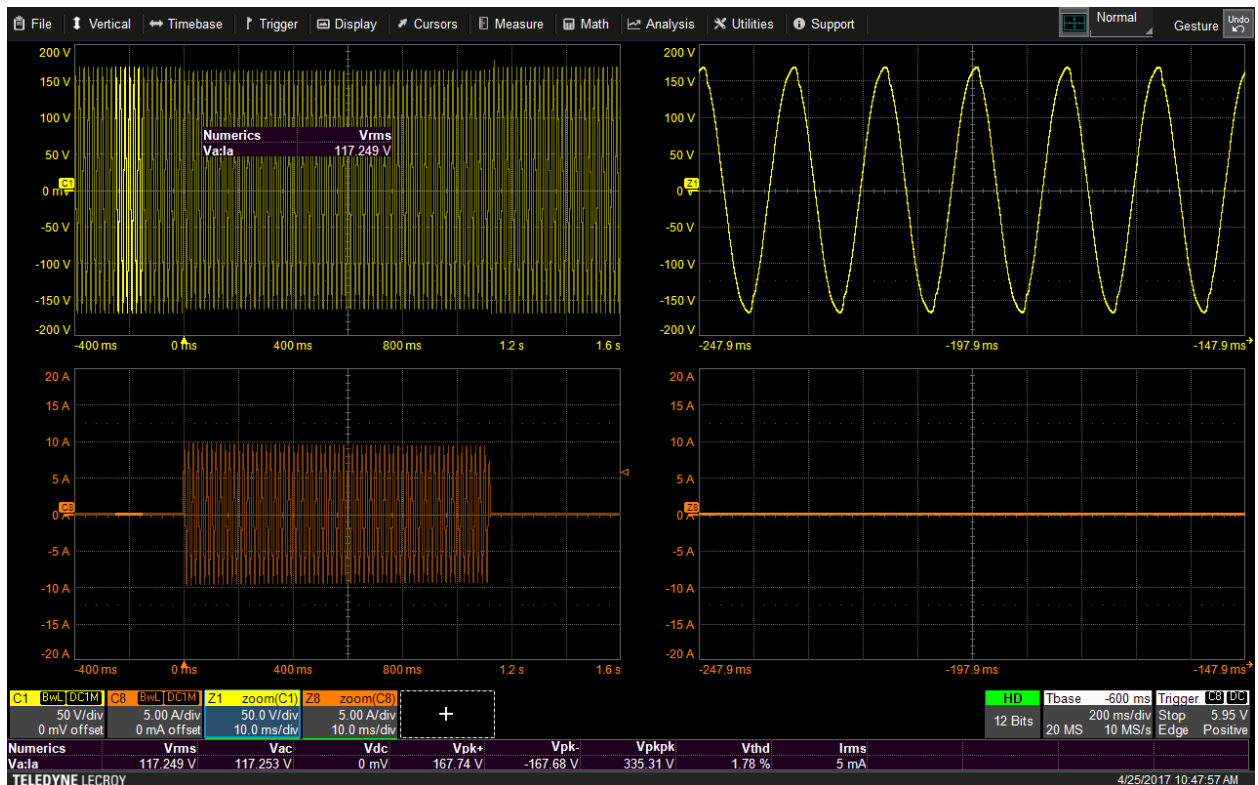 File Vertical Timebase Trigger Display Cursors Measure Math Analysis Utilities Support Normal Gesture Undo
200 V
150 V
100 V
50 V
C1
0 mV
-50 V
-100 V
-150 V
-200 V
-400 ms 0 ms 400 ms 800 ms 1.2 s 1.6 s
Numerics Vrms
Va:Ia 117.249 V
200 V
150 V
100 V
50 V
Z1
0 V
-50 V
-100 V
-150 V
-200 V
-247.9 ms -197.9 ms -147.9 ms
20 A
15 A
10 A
5 A
C8
0 A
-5 A
-10 A
-15 A
-20 A
-400 ms 0 ms 400 ms 800 ms 1.2 s 1.6 s
20 A
15 A
10 A
5 A
Z8
0 A
-5 A
-10 A
-15 A
-20 A
-247.9 ms -197.9 ms -147.9 ms
C1 BwL DC1M C8 BwL DC1M Z1 zoom(C1) Z8 zoom(C8) HD Tbase -600 ms Trigger C8 DC
50 V/div 5.00 A/div 50.0 V/div 5.00 A/div + 12 Bits 200 ms/div Stop 5.95 V
0 mV offset 0 mA offset 10.0 ms/div 10.0 ms/div 20 MS 10 MS/s Edge Positive
Numerics Vrms Vac Vdc Vpk+ Vpk- Vpkpk Vthd Irms
Va:Ia 117.249 V 117.253 V 0 mV 167.74 V -167.68 V 335.31 V 1.78 % 5 mA
TELEDYNE LECROY 4/25/2017 10:47:57 AM